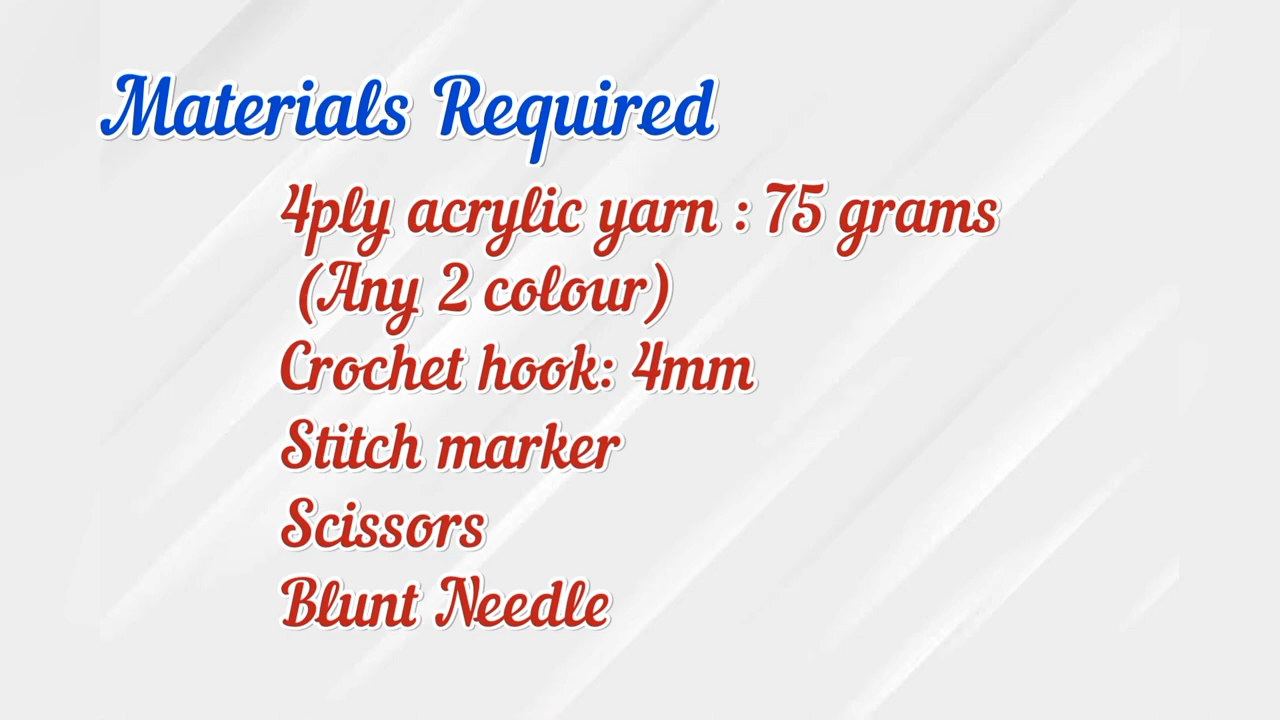 Materials Required
4ply acrylic yarn : 75 grams
(Any 2 colour)
Crochet hook: 4mm
Stitch marker
Scissors
Blunt Needle